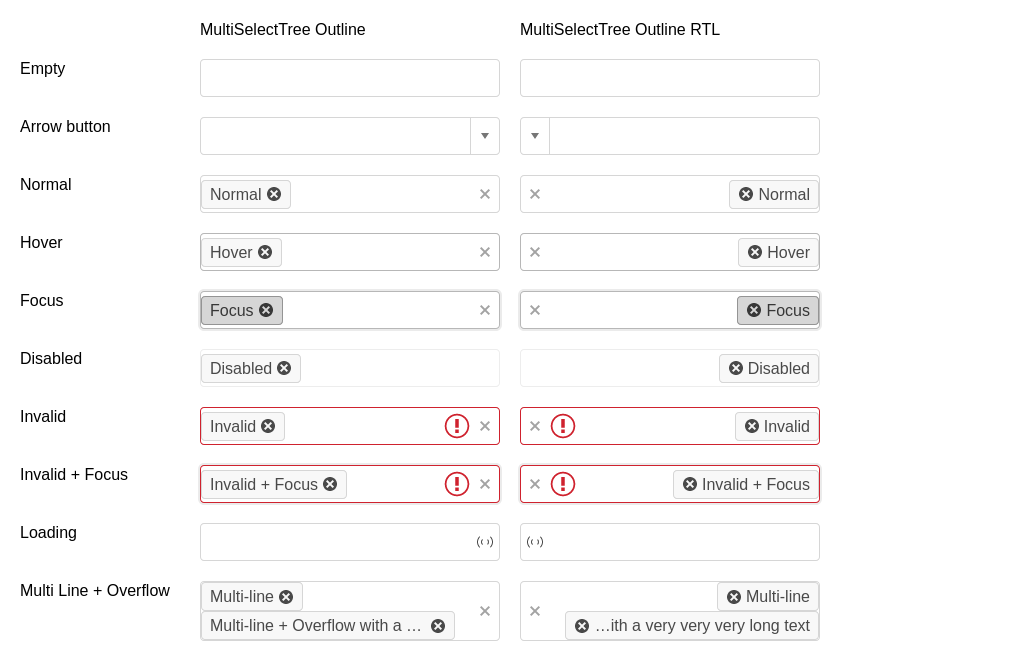 MultiSelectTree Outline MultiSelectTree Outline RTL
Empty
Arrow button
Normal Normal Normal
Hover Hover Hover
Focus Focus Focus
Disabled Disabled Disabled
Invalid Invalid Invalid
Invalid + Focus Invalid + Focus Invalid + Focus
Loading
Multi Line + Overflow Multi-line Multi-line
Multi-line + Overflow with a … …ith a very very very long text